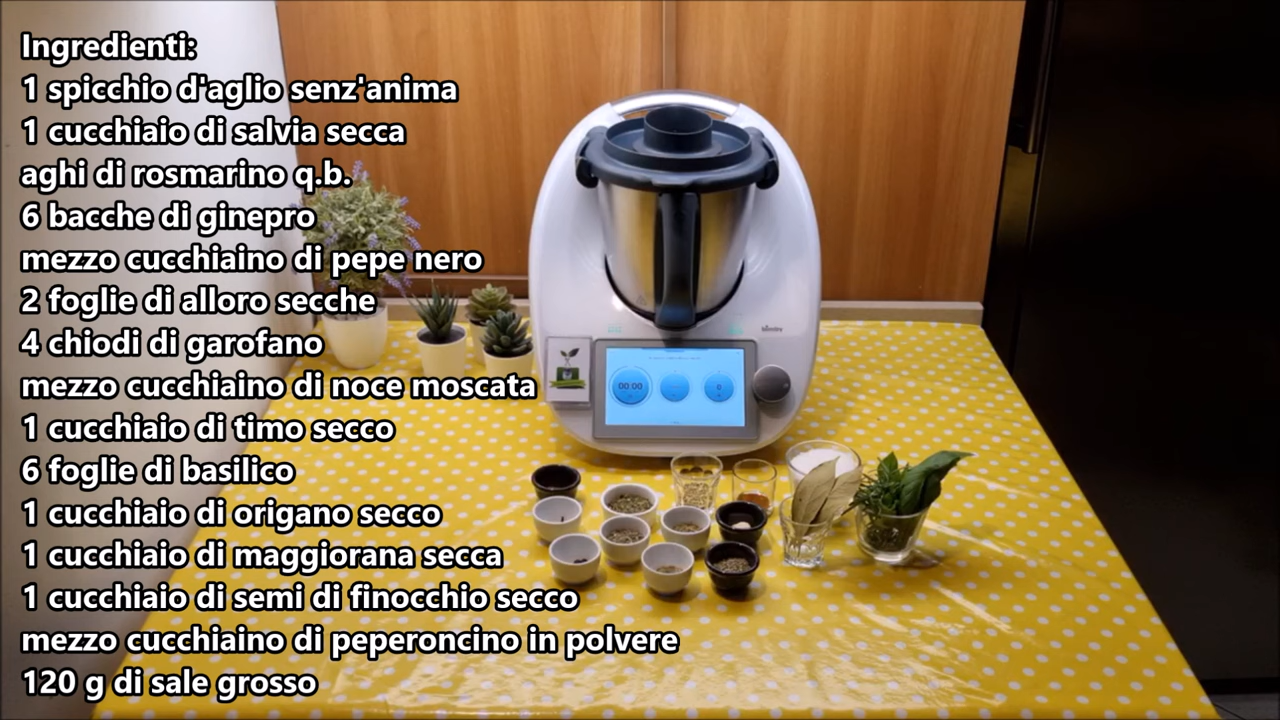 Ingredienti:
1 spicchio d'aglio senz'anima
1 cucchiaio di salvia secca
aghi di rosmarino q.b.
6 bacche di ginepro
mezzo cucchiaino di pepe nero
2 foglie di alloro secche
4 chiodi di garofano
mezzo cucchiaino di noce moscata
1 cucchiaio di timo secco
6 foglie di basilico
1 cucchiaio di origano secco
1 cucchiaio di maggiorana secca
1 cucchiaio di semi di finocchio secco
mezzo cucchiaino di peperoncino in polvere
120 g di sale grosso
00:00
0